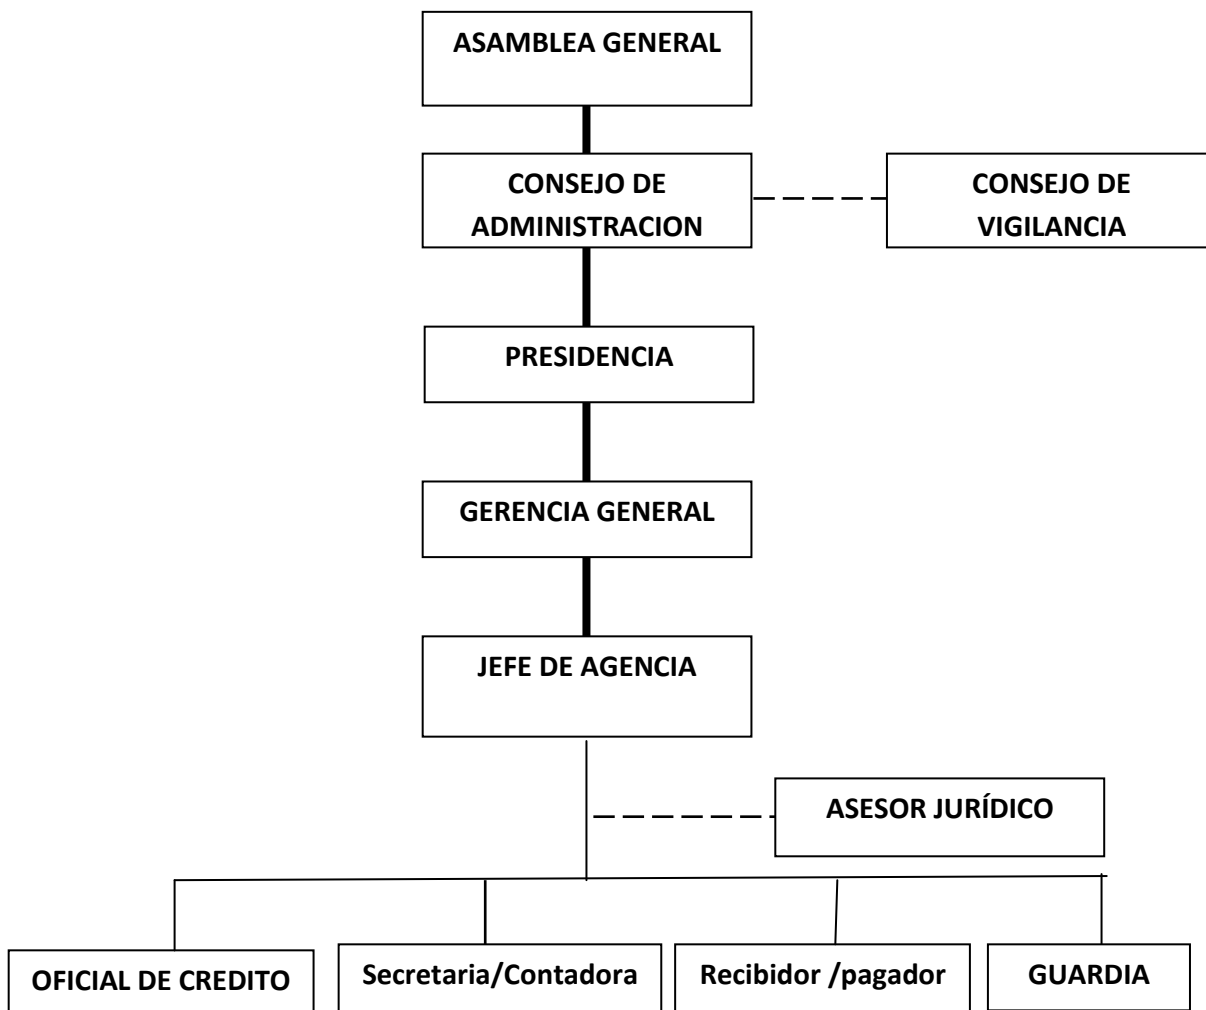 ASAMBLEA GENERAL
CONSEJO DE
ADMINISTRACION
CONSEJO DE
VIGILANCIA
PRESIDENCIA
GERENCIA GENERAL
JEFE DE AGENCIA
ASESOR JURÍDICO
OFICIAL DE CREDITO
Secretaria/Contadora
Recibidor /pagador
GUARDIA